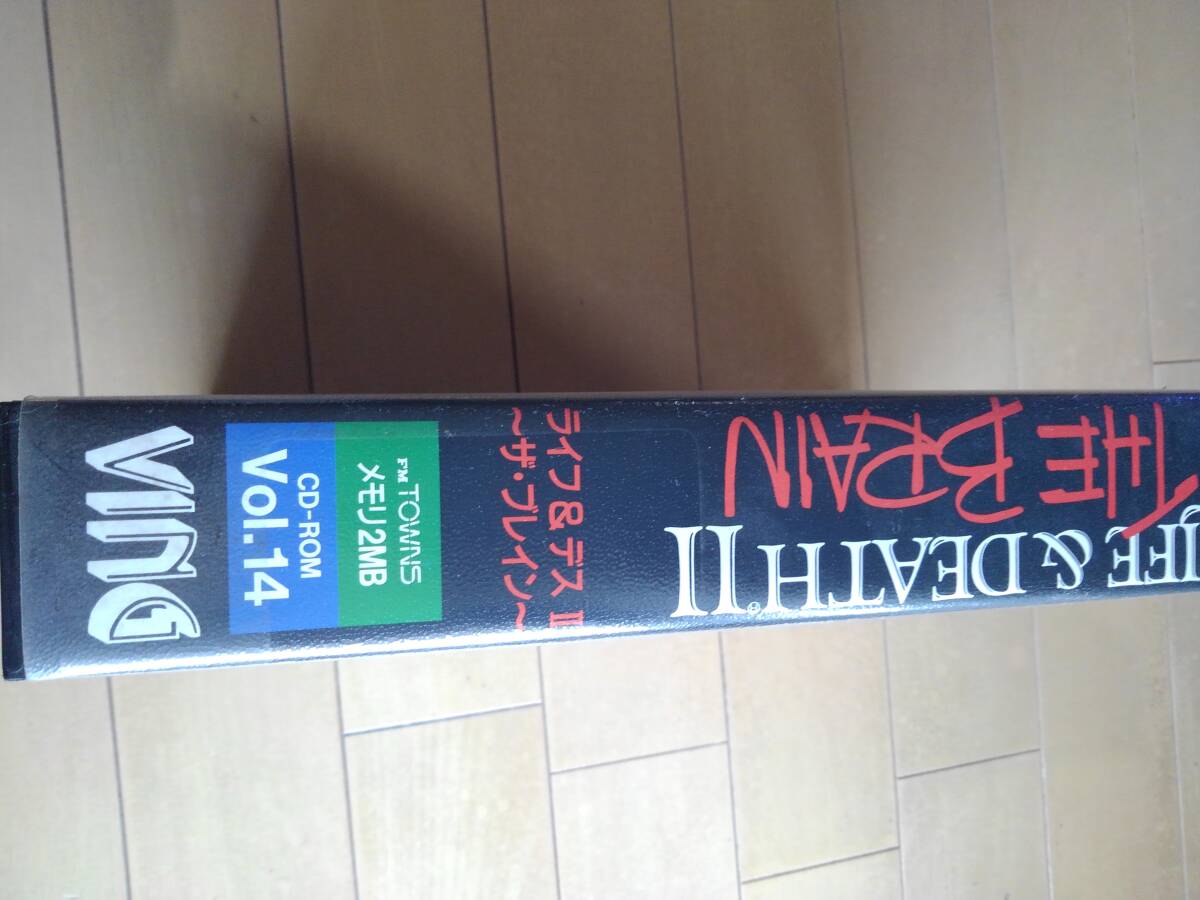 LIFE & DEATH II®
THE BRAIN
ライフ&デス II
~ザ・ブレイン~
FM TOWNS
メモリ2MB
CD-ROM
Vol.14
VING